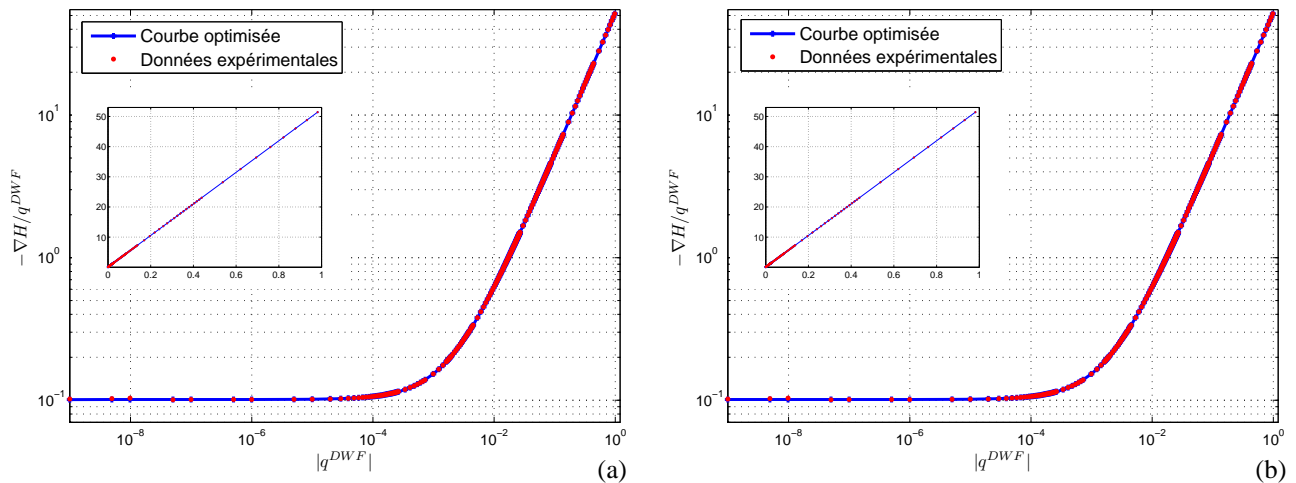 Courbe optimisée
Données expérimentales
10^1
10^0
10^-1
−∇H/q^DWF
50
40
30
20
10
0 0.2 0.4 0.6 0.8 1
10^-8 10^-6 10^-4 10^-2 10^0
|q^DWF|
(a)
Courbe optimisée
Données expérimentales
10^1
10^0
10^-1
−∇H/q^DWF
50
40
30
20
10
0 0.2 0.4 0.6 0.8 1
10^-8 10^-6 10^-4 10^-2 10^0
|q^DWF|
(b)